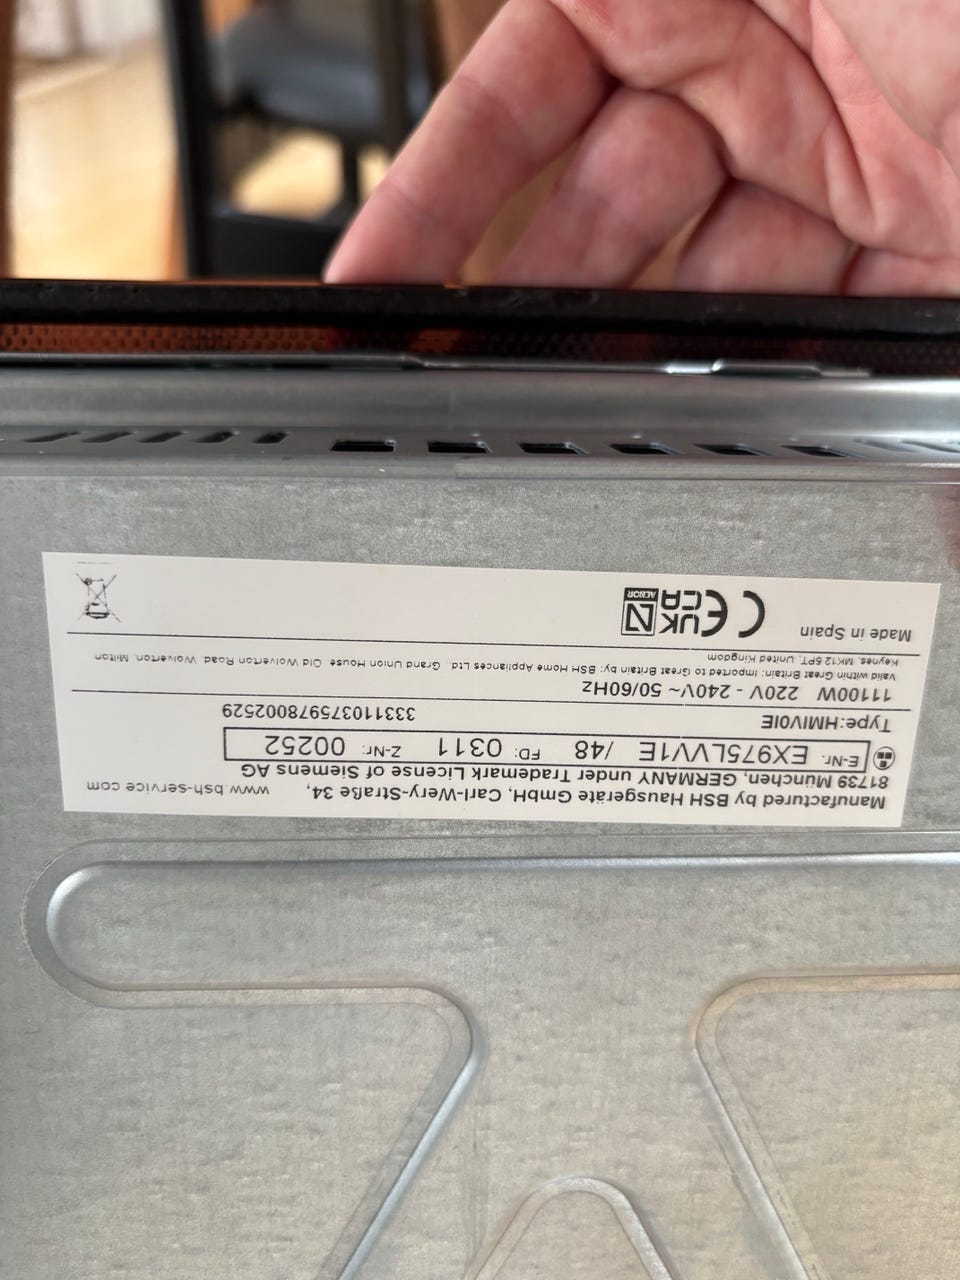 Manufactured by BSH Hausgeräte GmbH, Carl-Wery-Straße 34,
81739 München, GERMANY under Trademark License of Siemens AG
www.bsh-service.com
E-Nr: EX975LVV1E /48 FD: 0311 Z-Nr: 00252
Type:HMIV0IE 333110375978002529
11100W 220V - 240V~ 50/60Hz
Valid within Great Britain: Imported to Great Britain by: BSH Home Appliances Ltd. Grand Union House Old Wolverton Road Wolverton, Milton
Keynes, MK12 5PT, United Kingdom
Made in Spain
CE
UK
CA
N
AENOR